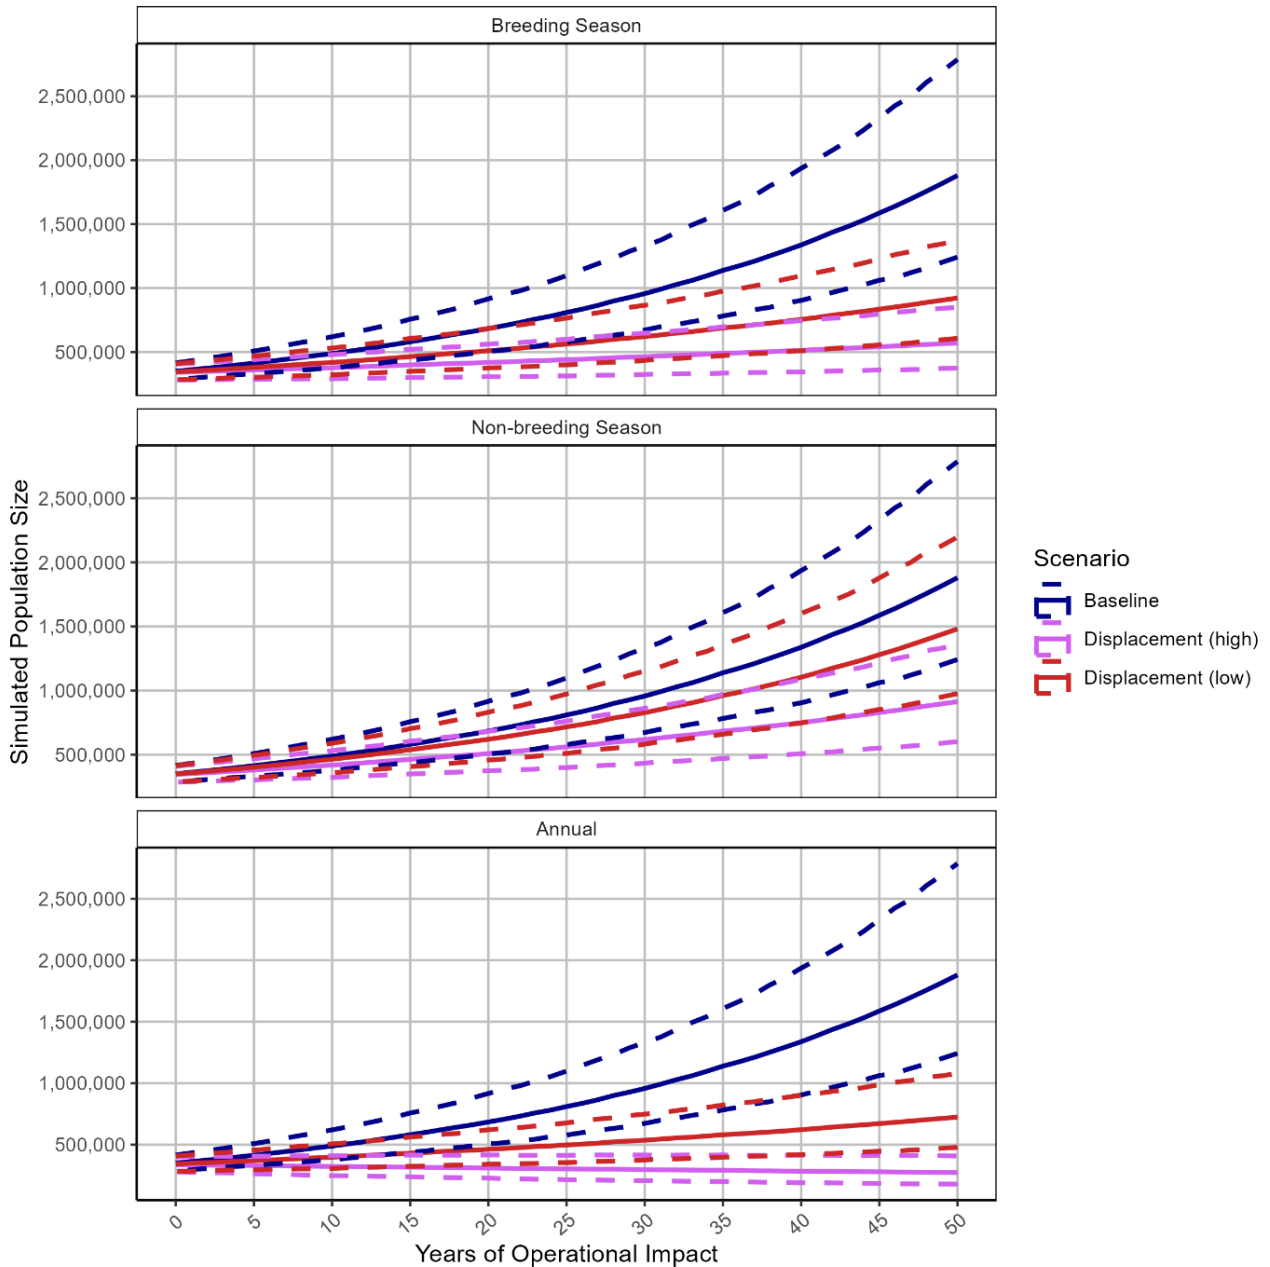 Breeding Season
2,500,000
2,000,000
1,500,000
1,000,000
500,000
Non-breeding Season
2,500,000
2,000,000
1,500,000
1,000,000
500,000
Annual
2,500,000
2,000,000
1,500,000
1,000,000
500,000
0 5 10 15 20 25 30 35 40 45 50
Years of Operational Impact
Simulated Population Size
Scenario
Baseline
Displacement (high)
Displacement (low)